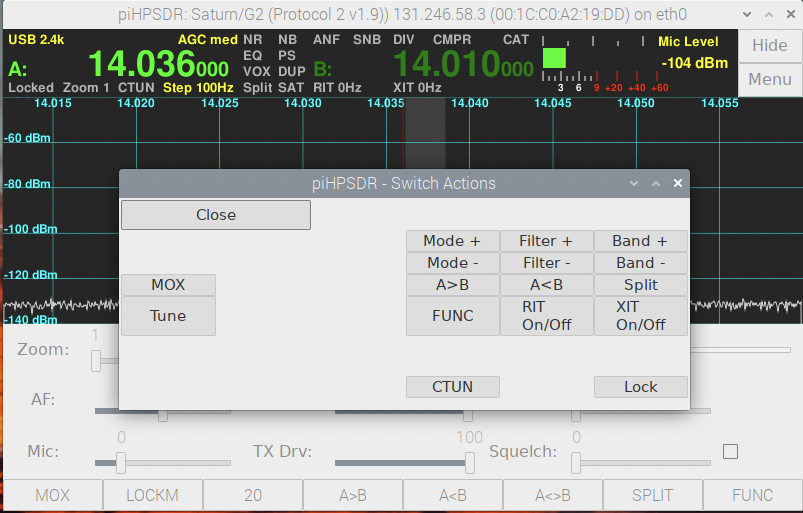 piHPSDR: Saturn/G2 (Protocol 2 v1.9)) 131.246.58.3 (00:1C:C0:A2:19:DD) on eth0
USB 2.4k AGC med NR NB ANF SNB DIV CMPR CAT Mic Level Hide
A: 14.036000 EQ PS B: 14.010000 -104 dBm
VOX DUP
Locked Zoom 1 CTUN Step 100Hz Split SAT RIT 0Hz XIT 0Hz 3 6 9 +20 +40 +60 Menu
14.015 14.020 14.025 14.030 14.035 14.040 14.045 14.050 14.055
-60 dBm
-80 dBm
-100 dBm
-120 dBm
-140 dBm
piHPSDR - Switch Actions
Close
Mode + Filter + Band +
Mode - Filter - Band -
MOX A>B A<B Split
Tune FUNC RIT On/Off XIT On/Off
CTUN Lock
Zoom: 1
AF:
Mic: 0 TX Drv: 100 Squelch: 0
MOX LOCKM 20 A>B A<B A<>B SPLIT FUNC